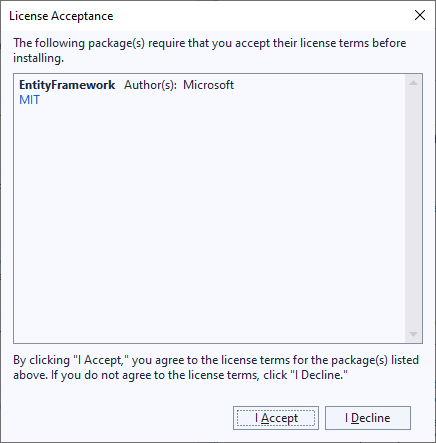 License Acceptance
The following package(s) require that you accept their license terms before
installing.
EntityFramework Author(s): Microsoft
MIT
By clicking "I Accept," you agree to the license terms for the package(s) listed
above. If you do not agree to the license terms, click "I Decline."
I Accept I Decline